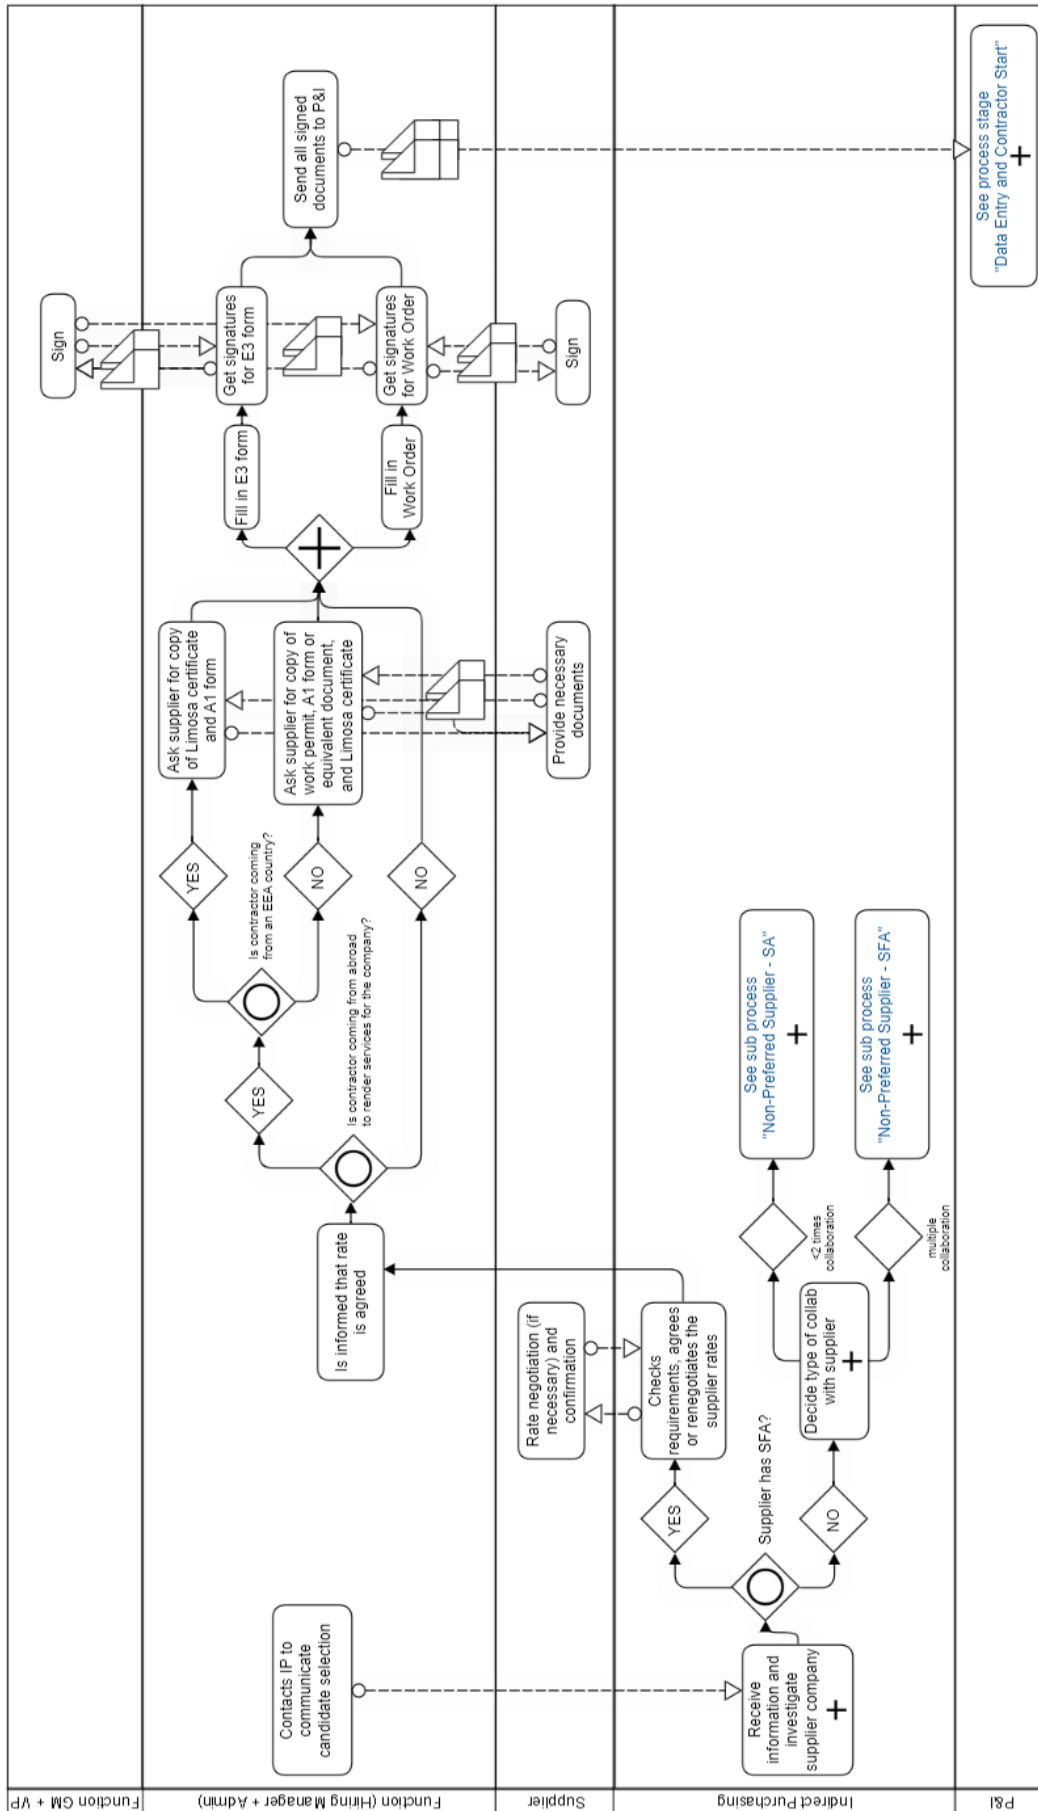 Function GM + VP
Sign
Function (Hiring Manager + Admin)
Contacts IP to
communicate
candidate selection
Is informed that rate
is agreed
Is contractor coming from abroad
to render services for the company?
YES
NO
Is contractor coming
from an EEA country?
YES
NO
Ask supplier for copy
of Limosa certificate
and A1 form
Ask supplier for copy of
work permit, A1 form or
equivalent document,
and Limosa certificate
Fill in E3 form
Fill in
Work Order
Get signatures
for E3 form
Get signatures
for Work Order
Send all signed
documents to P&I
Supplier
Rate negotiation (if
necessary) and
confirmation
Provide necessary
documents
Sign
Indirect Purchasing
Receive
information and
investigate
supplier company
Supplier has SFA?
YES
NO
Checks
requirements, agrees
or renegotiates the
supplier rates
Decide type of collab
with supplier
<2 times
collaboration
multiple
collaboration
See sub process
"Non-Preferred Supplier - SA"
See sub process
"Non-Preferred Supplier - SFA"
P&I
See process stage
"Data Entry and Contractor Start"